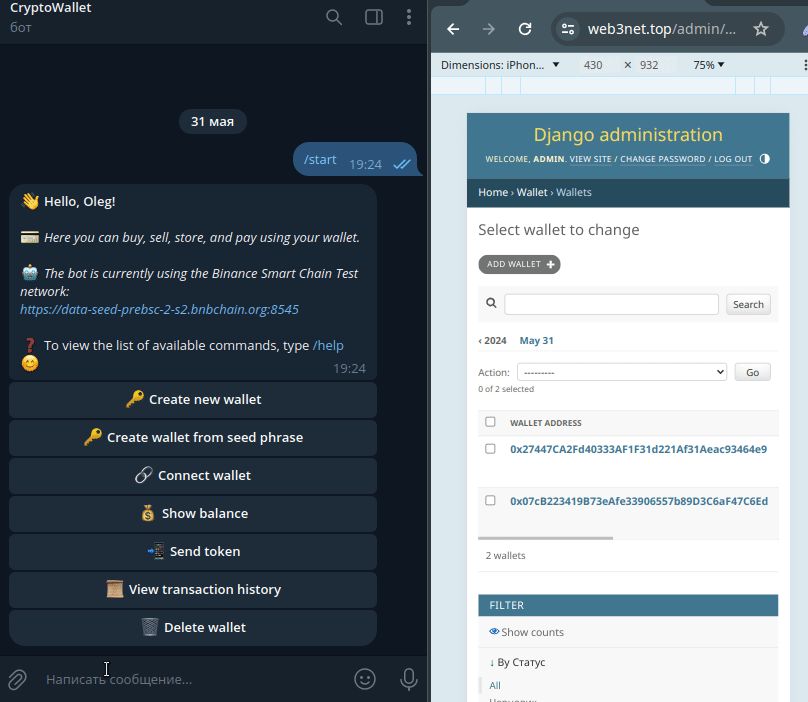 CryptoWallet
бот
31 мая
/start 19:24
Hello, Oleg!
Here you can buy, sell, store, and pay using your wallet.
The bot is currently using the Binance Smart Chain Test
network:
https://data-seed-prebsc-2-s2.bnbchain.org:8545
To view the list of available commands, type /help
19:24
Create new wallet
Create wallet from seed phrase
Connect wallet
Show balance
Send token
View transaction history
Delete wallet
Написать сообщение...
web3net.top/admin/...
Dimensions: iPhon... 430 × 932 75%
Django administration
WELCOME, ADMIN. VIEW SITE / CHANGE PASSWORD / LOG OUT
Home › Wallet › Wallets
Select wallet to change
ADD WALLET
Search
‹ 2024 May 31
Action: --------- Go
0 of 2 selected
WALLET ADDRESS
0x27447CA2Fd40333AF1F31d221Af31Aeac93464e9
0x07cB223419B73eAfe33906557b89D3C6aF47C6Ed
2 wallets
FILTER
Show counts
↓ By Статус
All